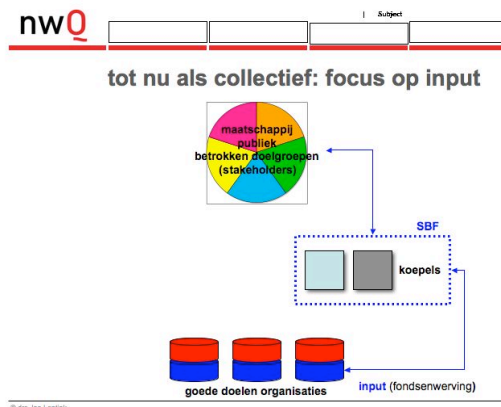 nwQ
| Subject
tot nu als collectief: focus op input
maatschappij
publiek
betrokken doelgroepen
(stakeholders)
SBF
koepels
goede doelen organisaties
input (fondsenwerving)